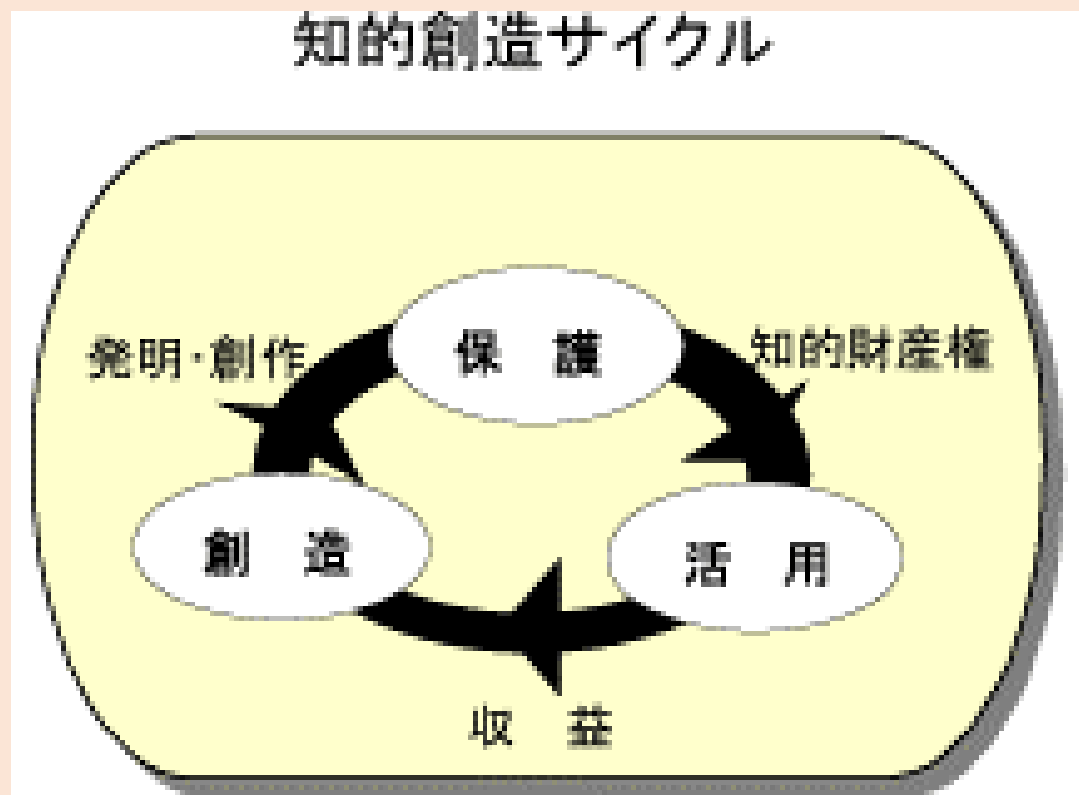 知的創造サイクル
保 護
発明・創作
知的財産権
創 造
活 用
収 益